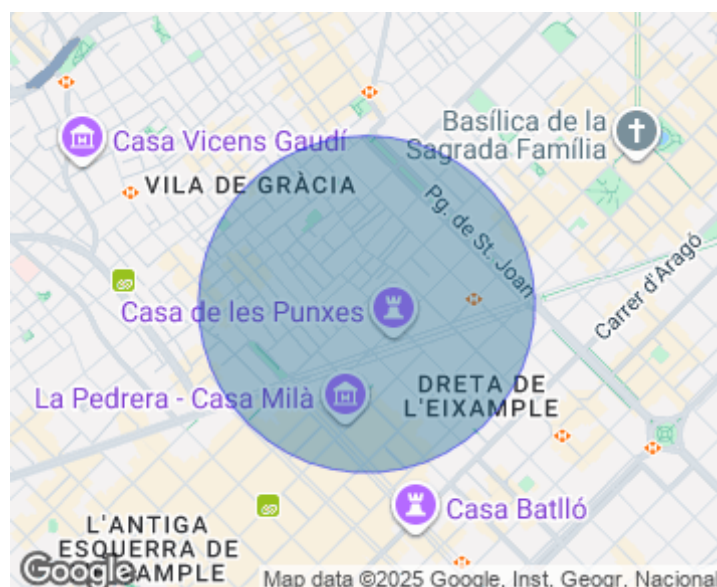 Basílica de la
Sagrada Família
Casa Vicens Gaudí
VILA DE GRÀCIA
Pg. de St. Joan
Carrer d'Aragó
Casa de les Punxes
La Pedrera - Casa Milà
DRETA DE
L'EIXAMPLE
Casa Batlló
L'ANTIGA
ESQUERRA DE
AMPLE
Google
Map data ©2025 Google, Inst. Geogr. Nacional